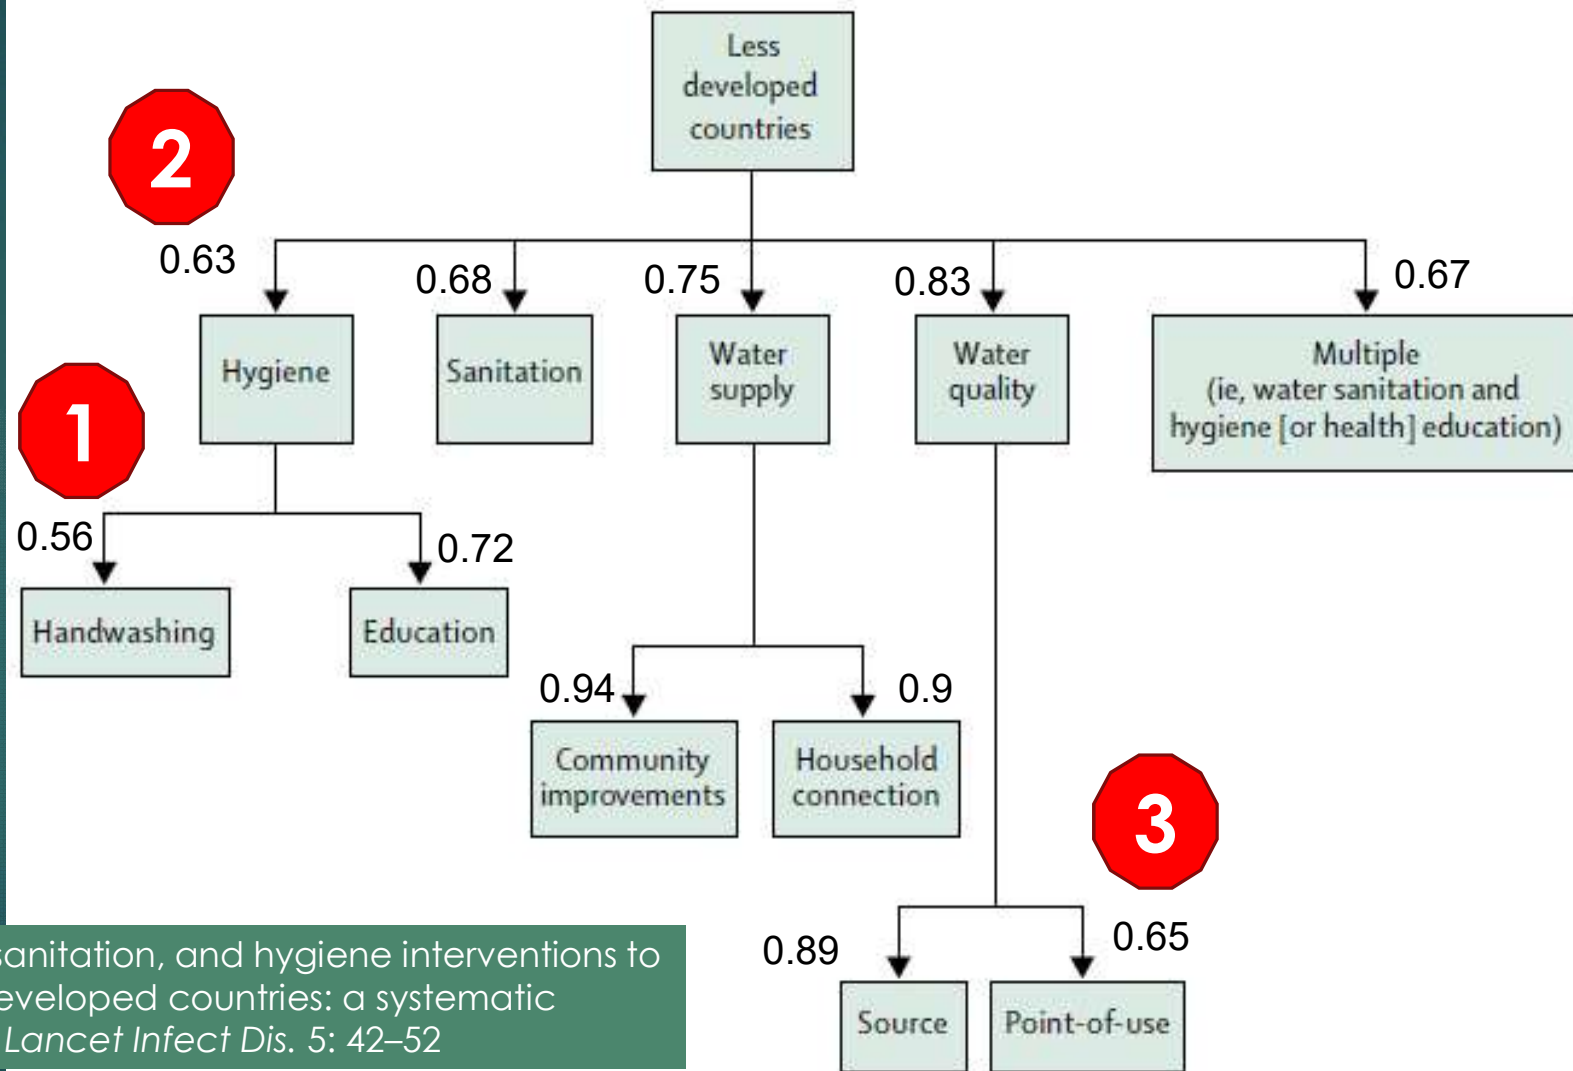 Less
developed
countries
2
0.63
0.68
0.75
0.83
0.67
Hygiene
Sanitation
Water
supply
Water
quality
Multiple
(ie, water sanitation and
hygiene [or health] education)
1
0.56
0.72
Handwashing
Education
0.94
0.9
Community
improvements
Household
connection
3
0.89
0.65
Source
Point-of-use
sanitation, and hygiene interventions to
developed countries: a systematic
Lancet Infect Dis. 5: 42–52